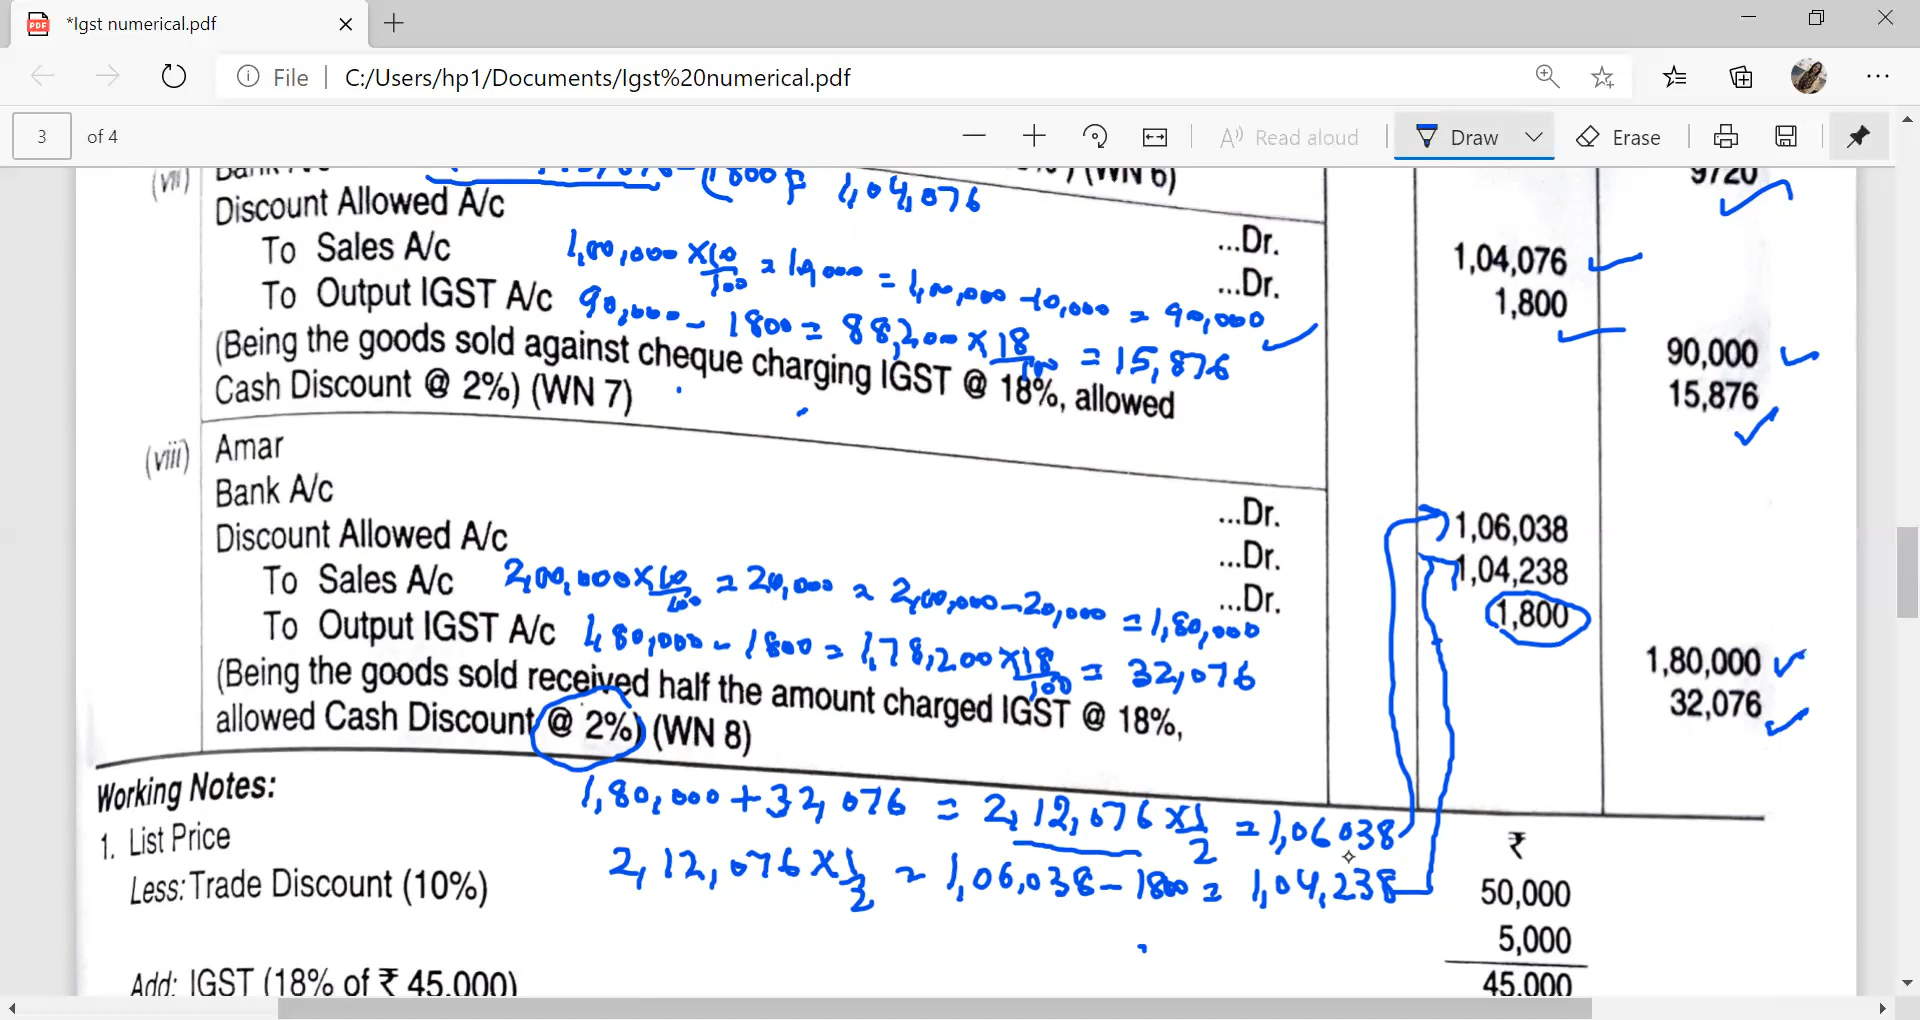 *Igst numerical.pdf
File | C:/Users/hp1/Documents/Igst%20numerical.pdf
3 of 4
Read aloud
Draw
Erase
(vii)
(WN 6)
9720
1800
1,04,076
Discount Allowed A/c ...Dr. 1,04,076
To Sales A/c ...Dr. 1,800
1,00,000 × 10/100 = 10,000 = 1,00,000 - 10,000 = 90,000
To Output IGST A/c 90,000
90,000 - 1800 = 88,200 × 18/100 = 15,876
15,876
(Being the goods sold against cheque charging IGST @ 18%, allowed
Cash Discount @ 2%) (WN 7)
(viii) Amar ...Dr. 1,06,038
Bank A/c ...Dr. 1,04,238
Discount Allowed A/c ...Dr. 1,800
To Sales A/c 1,80,000
2,00,000 × 10/100 = 20,000 = 2,00,000 - 20,000 = 1,80,000
To Output IGST A/c 32,076
1,80,000 - 1800 = 1,78,200 × 18/100 = 32,076
(Being the goods sold received half the amount charged IGST @ 18%,
allowed Cash Discount @ 2%) (WN 8)
Working Notes:
1,80,000 + 32,076 = 2,12,076 × 1/2 = 1,06038
₹
1. List Price 50,000
2,12,076 × 1/2 = 1,06,038 - 1800 = 1,04,238
Less: Trade Discount (10%) 5,000
45,000
Add: IGST (18% of ₹ 45,000)